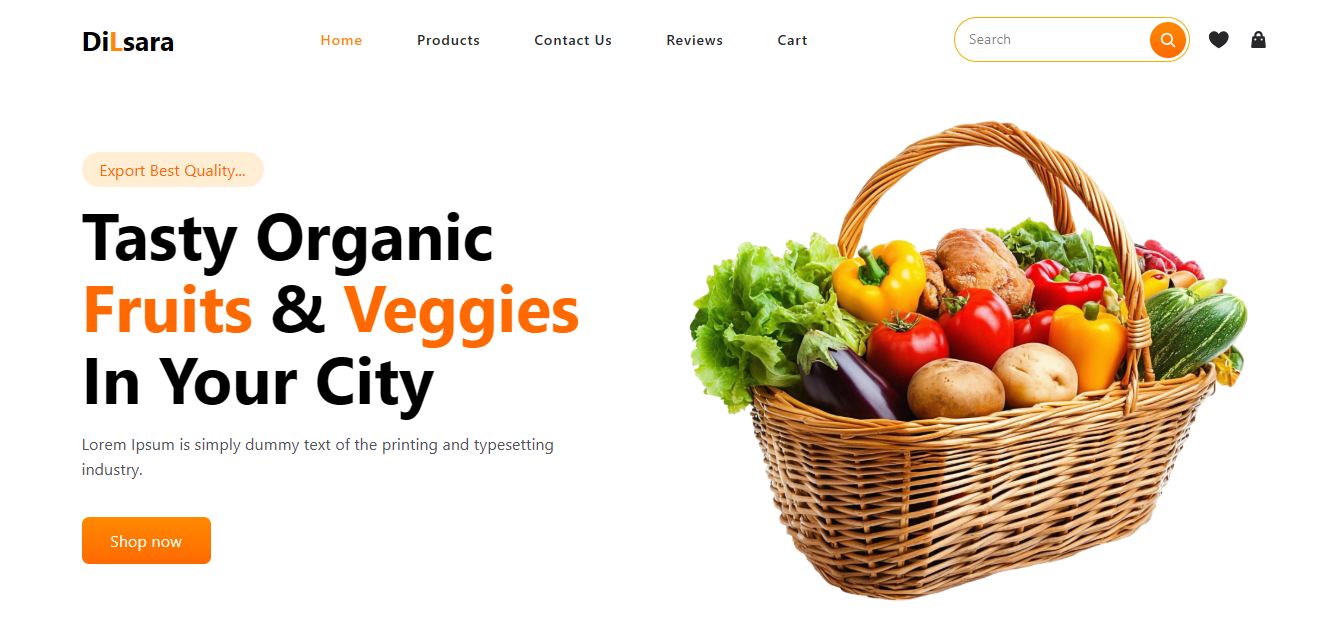 DiLsara
Home
Products
Contact Us
Reviews
Cart
Search
Export Best Quality...
Tasty Organic
Fruits & Veggies
In Your City
Lorem Ipsum is simply dummy text of the printing and typesetting
industry.
Shop now